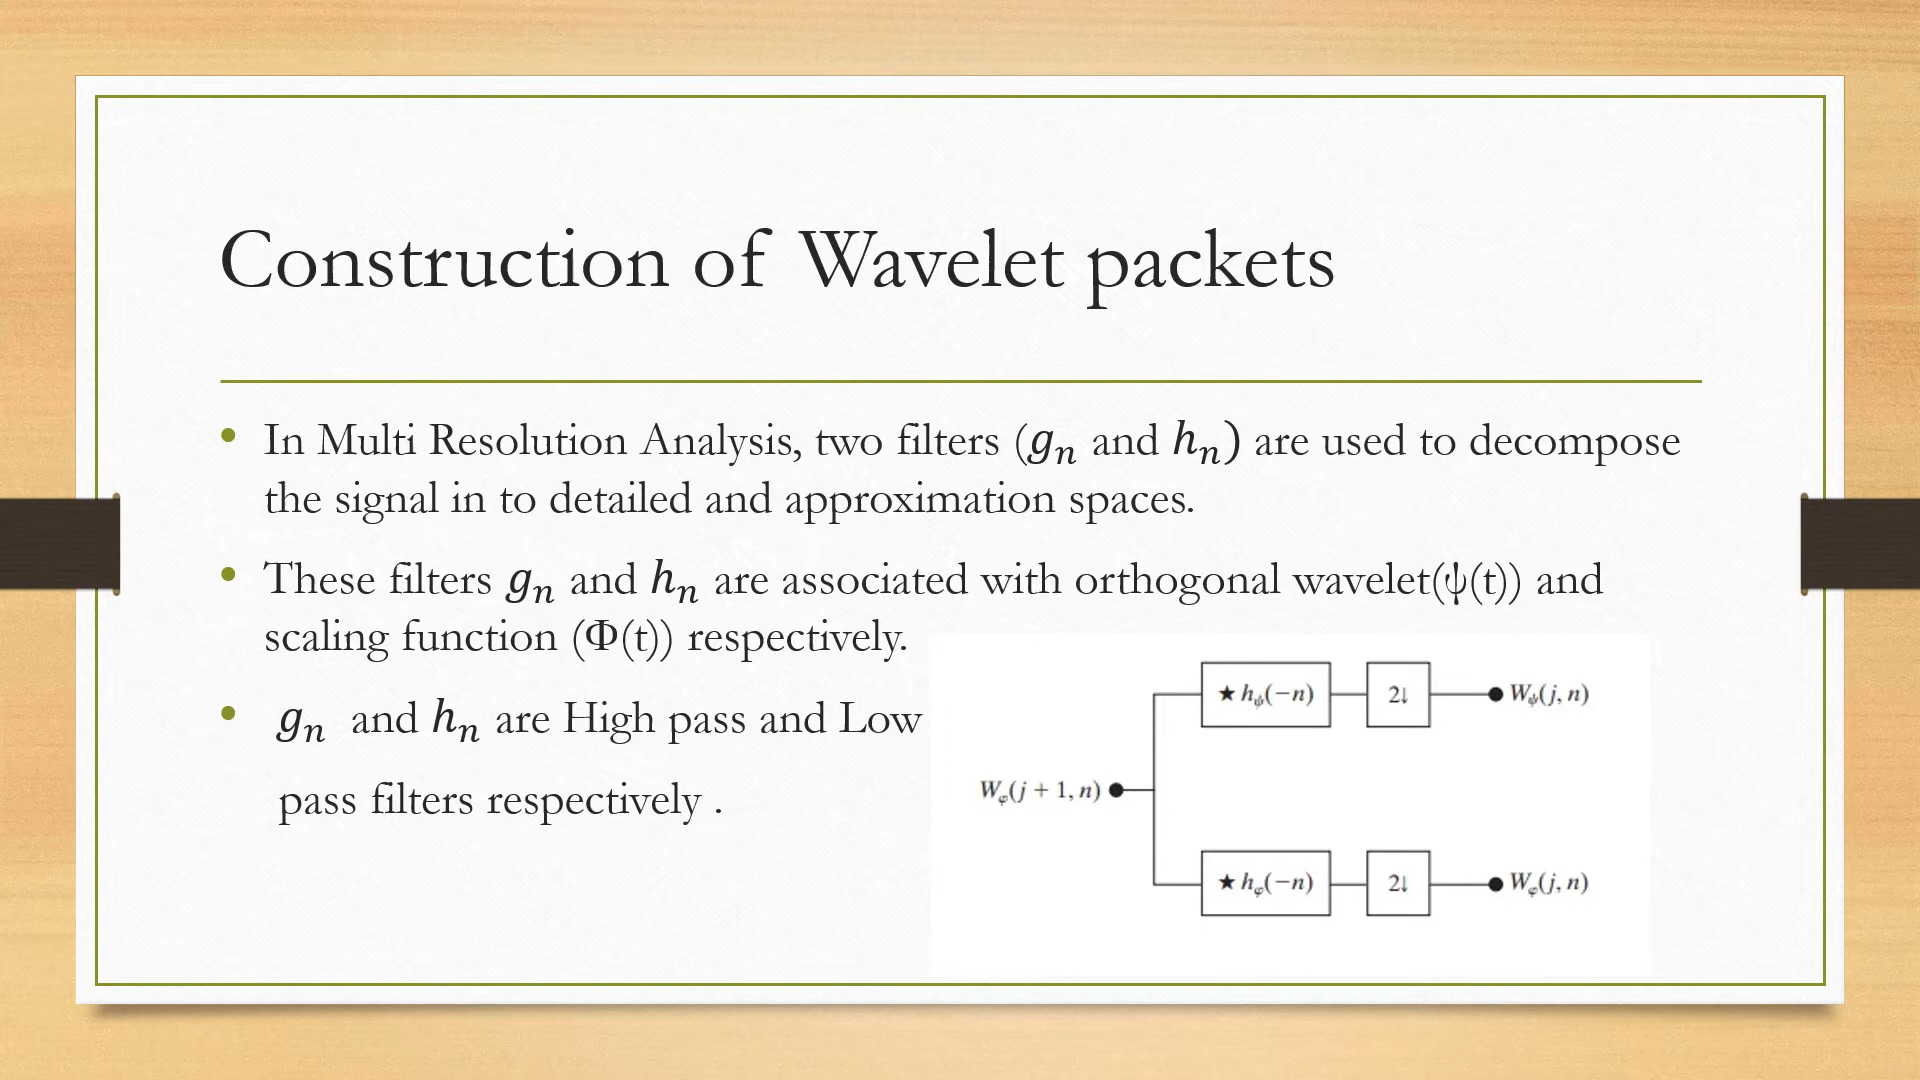 Construction of Wavelet packets
• In Multi Resolution Analysis, two filters (gₙ and hₙ) are used to decompose
the signal in to detailed and approximation spaces.
• These filters gₙ and hₙ are associated with orthogonal wavelet(ψ(t)) and
scaling function (Φ(t)) respectively.
• gₙ and hₙ are High pass and Low
pass filters respectively .
★ hψ(−n) 2↓ Wψ(j, n)
Wφ(j + 1, n)
★ hφ(−n) 2↓ Wφ(j, n)